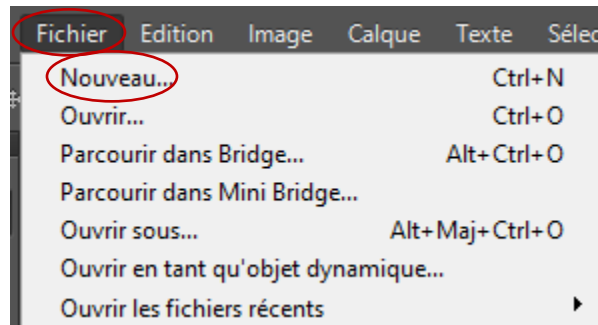 Fichier Edition Image Calque Texte Sélec
Nouveau... Ctrl+N
Ouvrir... Ctrl+O
Parcourir dans Bridge... Alt+Ctrl+O
Parcourir dans Mini Bridge...
Ouvrir sous... Alt+Maj+Ctrl+O
Ouvrir en tant qu'objet dynamique...
Ouvrir les fichiers récents